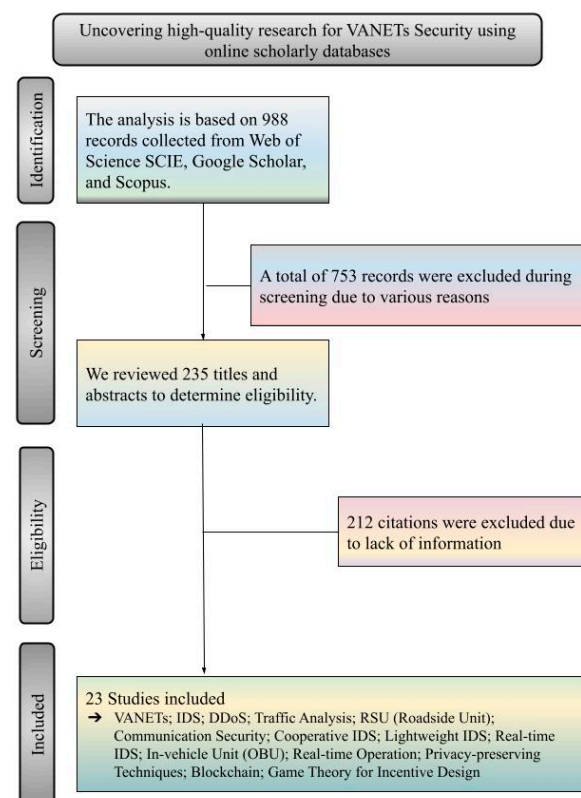 Uncovering high-quality research for VANETs Security using
online scholarly databases
Identification
The analysis is based on 988
records collected from Web of
Science SCIE, Google Scholar,
and Scopus.
Screening
A total of 753 records were excluded during
screening due to various reasons
We reviewed 235 titles and
abstracts to determine eligibility.
Eligibility
212 citations were excluded due
to lack of information
Included
23 Studies included
➔ VANETs; IDS; DDoS; Traffic Analysis; RSU (Roadside Unit);
Communication Security; Cooperative IDS; Lightweight IDS; Real-time
IDS; In-vehicle Unit (OBU); Real-time Operation; Privacy-preserving
Techniques; Blockchain; Game Theory for Incentive Design